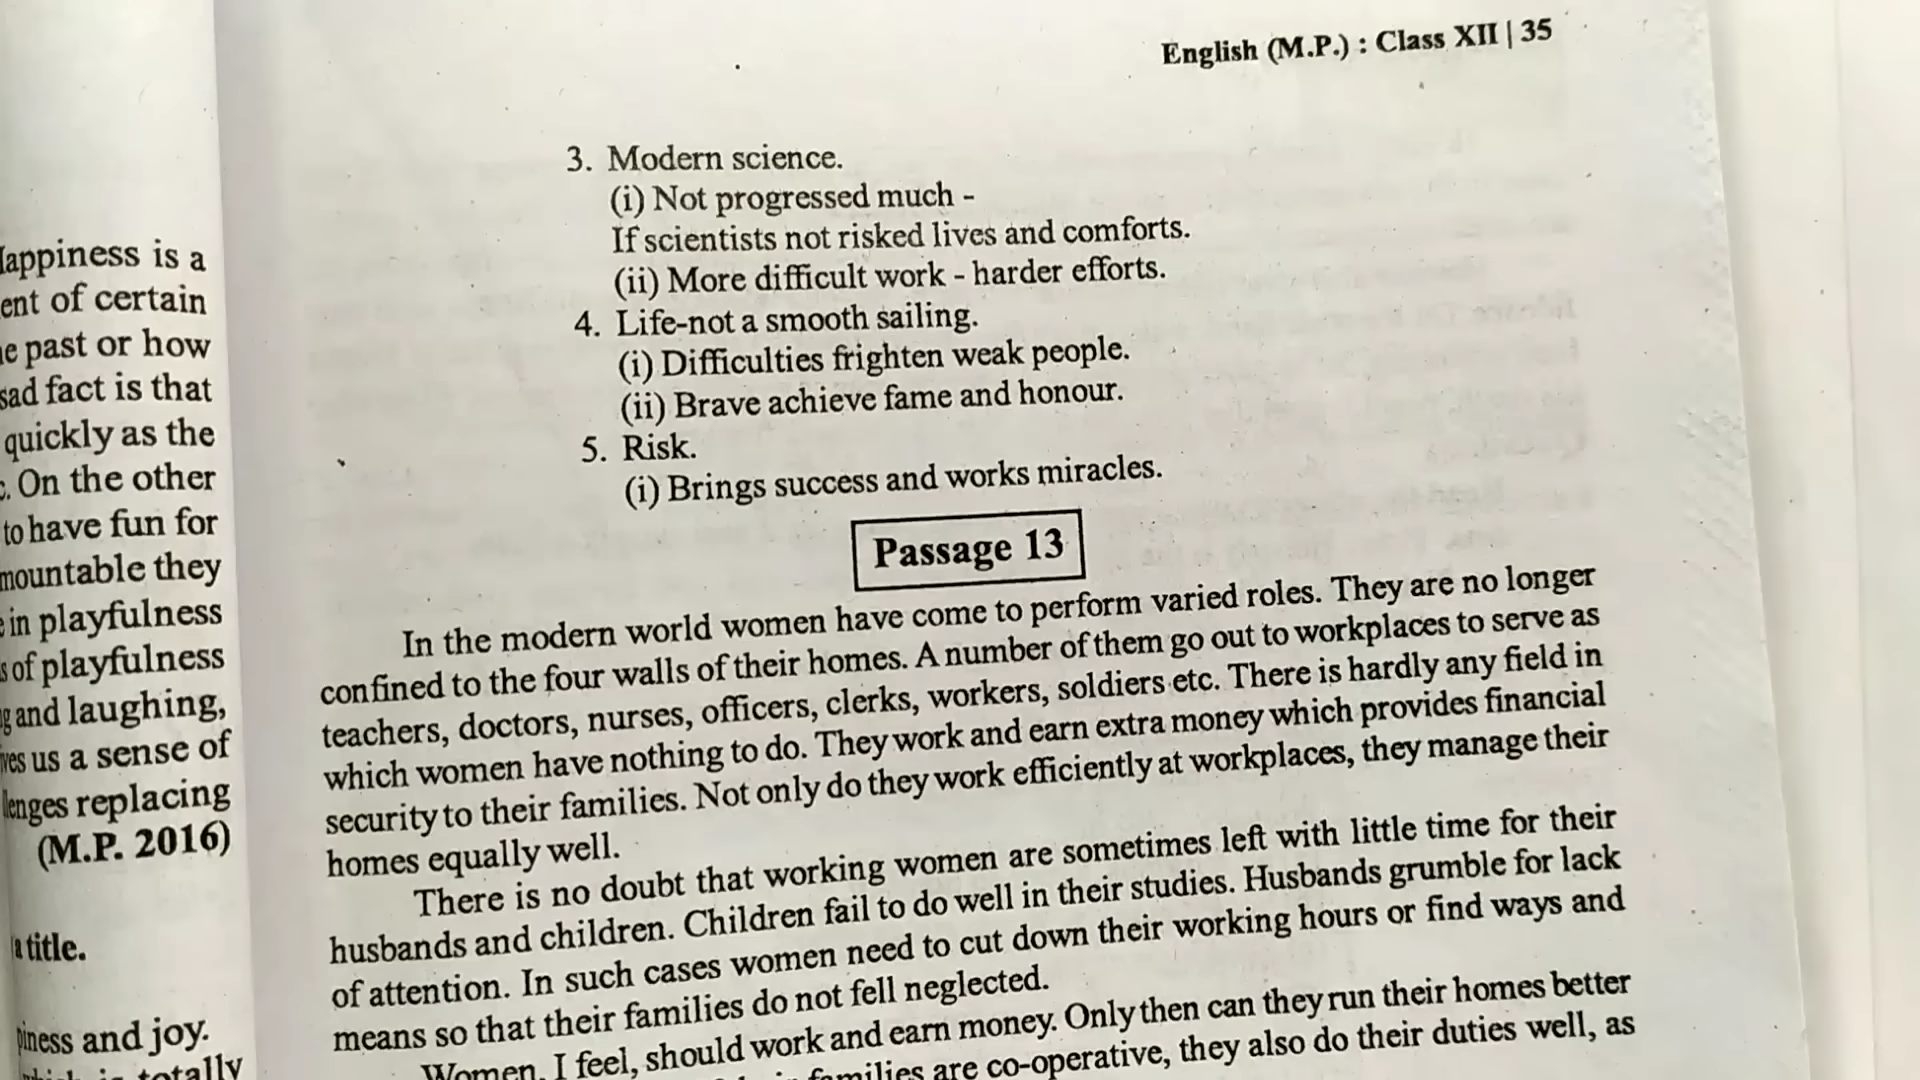 English (M.P.) : Class XII | 35
3. Modern science.
(i) Not progressed much -
If scientists not risked lives and comforts.
(ii) More difficult work - harder efforts.
4. Life-not a smooth sailing.
(i) Difficulties frighten weak people.
(ii) Brave achieve fame and honour.
5. Risk.
(i) Brings success and works miracles.
Passage 13
In the modern world women have come to perform varied roles. They are no longer
confined to the four walls of their homes. A number of them go out to workplaces to serve as
teachers, doctors, nurses, officers, clerks, workers, soldiers etc. There is hardly any field in
which women have nothing to do. They work and earn extra money which provides financial
security to their families. Not only do they work efficiently at workplaces, they manage their
homes equally well.
There is no doubt that working women are sometimes left with little time for their
husbands and children. Children fail to do well in their studies. Husbands grumble for lack
of attention. In such cases women need to cut down their working hours or find ways and
means so that their families do not fell neglected.
Women, I feel, should work and earn money. Only then can they run their homes better
families are co-operative, they also do their duties well, as
is a
of certain
past or how
sad fact is that
quickly as the
On the other
to have fun for
they
in playfulness
of playfulness
and laughing,
us a sense of
replacing
(M.P. 2016)
a title.
and joy.
totally